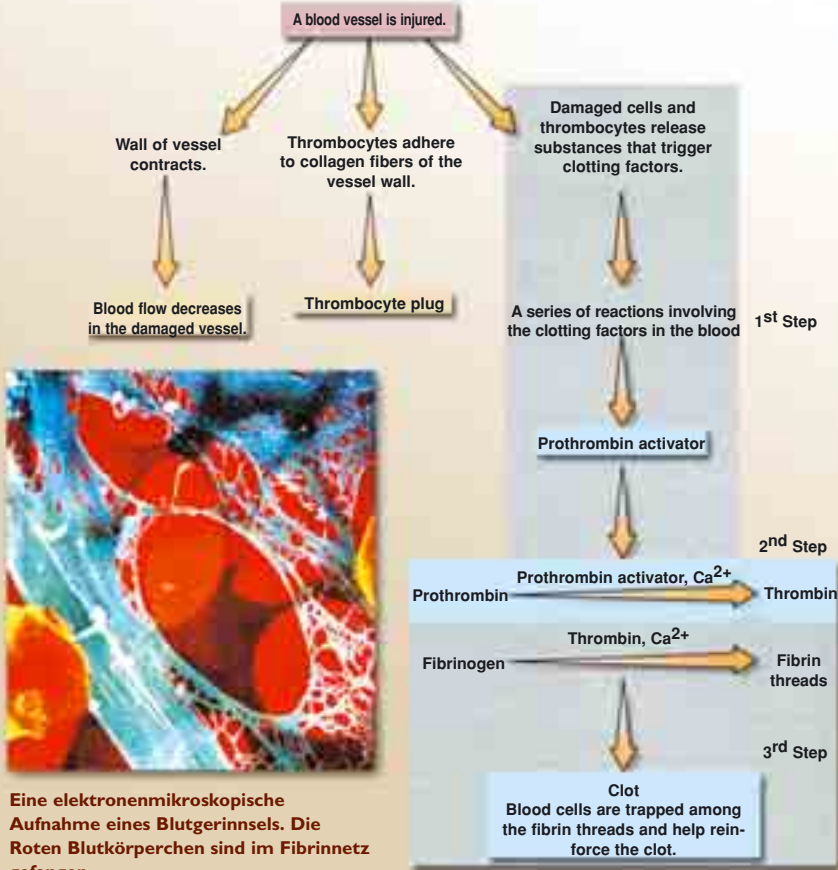 A blood vessel is injured.
Wall of vessel
contracts.
Thrombocytes adhere
to collagen fibers of the
vessel wall.
Damaged cells and
thrombocytes release
substances that trigger
clotting factors.
Blood flow decreases
in the damaged vessel.
Thrombocyte plug
A series of reactions involving
the clotting factors in the blood
1st Step
Prothrombin activator
2nd Step
Prothrombin
Prothrombin activator, Ca2+
Thrombin
Thrombin, Ca2+
Fibrinogen
Fibrin
threads
3rd Step
Clot
Blood cells are trapped among
the fibrin threads and help rein-
force the clot.
Eine elektronenmikroskopische
Aufnahme eines Blutgerinnsels. Die
Roten Blutkörperchen sind im Fibrinnetz